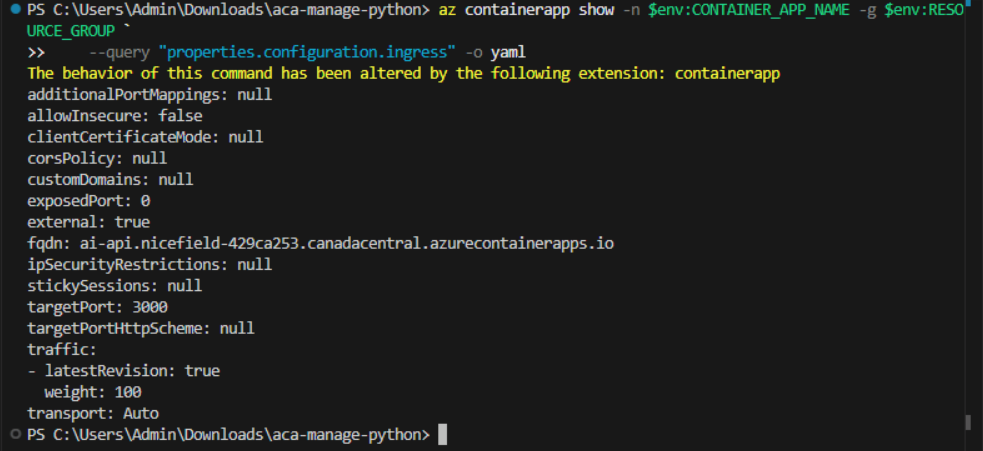 PS C:\Users\Admin\Downloads\aca-manage-python> az containerapp show -n $env:CONTAINER_APP_NAME -g $env:RESO
URCE_GROUP `
>>     --query "properties.configuration.ingress" -o yaml
The behavior of this command has been altered by the following extension: containerapp
additionalPortMappings: null
allowInsecure: false
clientCertificateMode: null
corsPolicy: null
customDomains: null
exposedPort: 0
external: true
fqdn: ai-api.nicefield-429ca253.canadacentral.azurecontainerapps.io
ipSecurityRestrictions: null
stickySessions: null
targetPort: 3000
targetPortHttpScheme: null
traffic:
- latestRevision: true
  weight: 100
transport: Auto
PS C:\Users\Admin\Downloads\aca-manage-python>